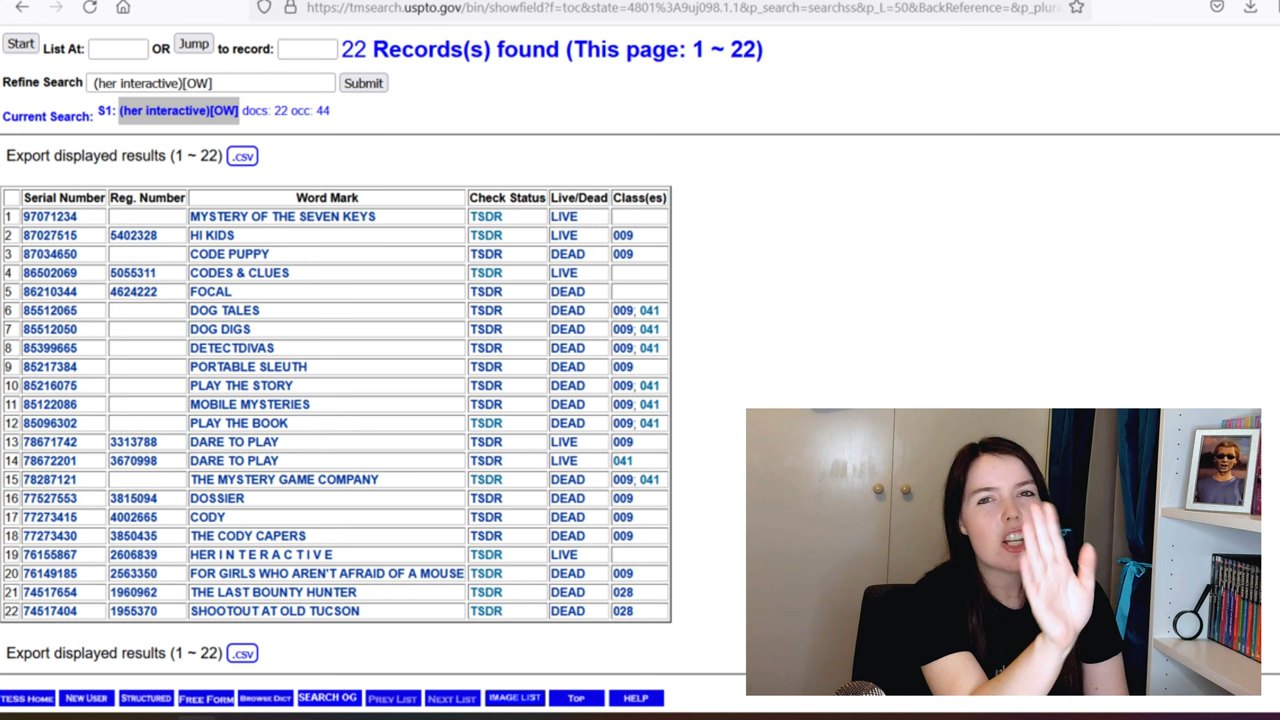 https://tmsearch.uspto.gov/bin/showfield?f=toc&state=4801%3A9uj098.1.1&p_search=searchss&p_L=50&BackReference=&p_plura
Start List At: OR Jump to record: 22 Records(s) found (This page: 1 ~ 22)
Refine Search (her interactive)[OW] Submit
Current Search: S1: (her interactive)[OW] docs: 22 occ: 44
Export displayed results (1 ~ 22) .csv
Serial Number Reg. Number Word Mark Check Status Live/Dead Class(es)
1 97071234 MYSTERY OF THE SEVEN KEYS TSDR LIVE
2 87027515 5402328 HI KIDS TSDR LIVE 009
3 87034650 CODE PUPPY TSDR DEAD 009
4 86502069 5055311 CODES & CLUES TSDR LIVE
5 86210344 4624222 FOCAL TSDR DEAD
6 85512065 DOG TALES TSDR DEAD 009; 041
7 85512050 DOG DIGS TSDR DEAD 009; 041
8 85399665 DETECTDIVAS TSDR DEAD 009; 041
9 85217384 PORTABLE SLEUTH TSDR DEAD 009
10 85216075 PLAY THE STORY TSDR DEAD 009; 041
11 85122086 MOBILE MYSTERIES TSDR DEAD 009; 041
12 85096302 PLAY THE BOOK TSDR DEAD 009; 041
13 78671742 3313788 DARE TO PLAY TSDR LIVE 009
14 78672201 3670998 DARE TO PLAY TSDR LIVE 041
15 78287121 THE MYSTERY GAME COMPANY TSDR DEAD 009; 041
16 77527553 3815094 DOSSIER TSDR DEAD 009
17 77273415 4002665 CODY TSDR DEAD 009
18 77273430 3850435 THE CODY CAPERS TSDR DEAD 009
19 76155867 2606839 HER I N T E R A C T I V E TSDR LIVE
20 76149185 2563350 FOR GIRLS WHO AREN'T AFRAID OF A MOUSE TSDR DEAD 009
21 74517654 1960962 THE LAST BOUNTY HUNTER TSDR DEAD 028
22 74517404 1955370 SHOOTOUT AT OLD TUCSON TSDR DEAD 028
Export displayed results (1 ~ 22) .csv
TESS HOME NEW USER STRUCTURED FREE FORM BROWSE DICT SEARCH OG PREV LIST NEXT LIST IMAGE LIST TOP HELP